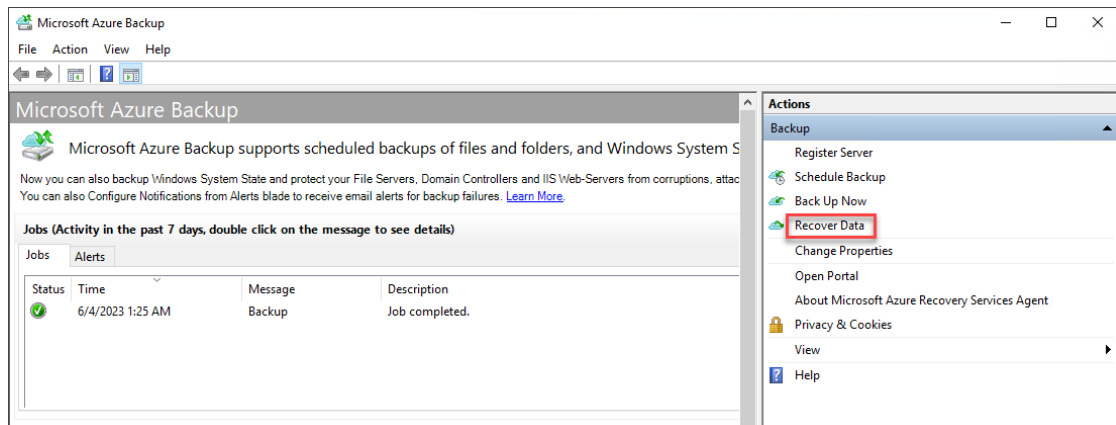 Microsoft Azure Backup
File Action View Help
Microsoft Azure Backup
Microsoft Azure Backup supports scheduled backups of files and folders, and Windows System S
Now you can also backup Windows System State and protect your File Servers, Domain Controllers and IIS Web-Servers from corruptions, attac
You can also Configure Notifications from Alerts blade to receive email alerts for backup failures. Learn More.
Jobs (Activity in the past 7 days, double click on the message to see details)
Jobs Alerts
Status Time Message Description
6/4/2023 1:25 AM Backup Job completed.
Actions
Backup
Register Server
Schedule Backup
Back Up Now
Recover Data
Change Properties
Open Portal
About Microsoft Azure Recovery Services Agent
Privacy & Cookies
View
Help